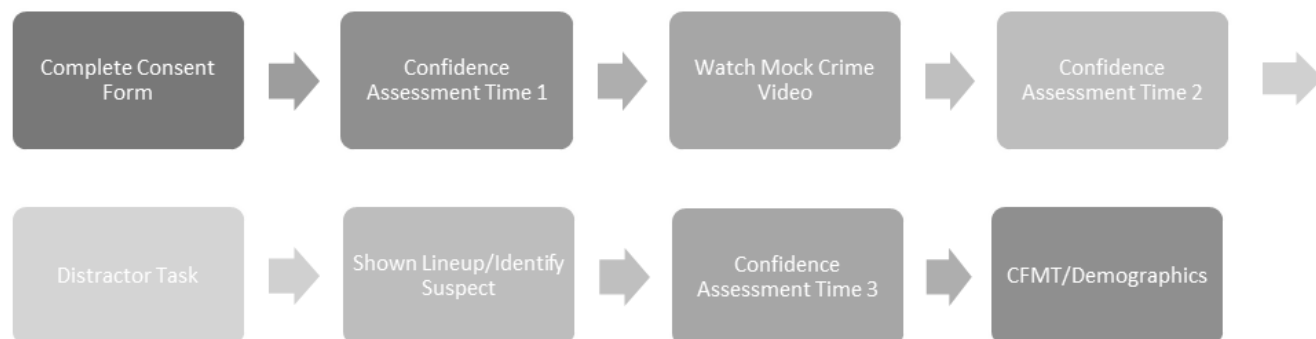 Complete Consent
Form
Confidence
Assessment Time 1
Watch Mock Crime
Video
Confidence
Assessment Time 2
Distractor Task
Shown Lineup/Identify
Suspect
Confidence
Assessment Time 3
CFMT/Demographics